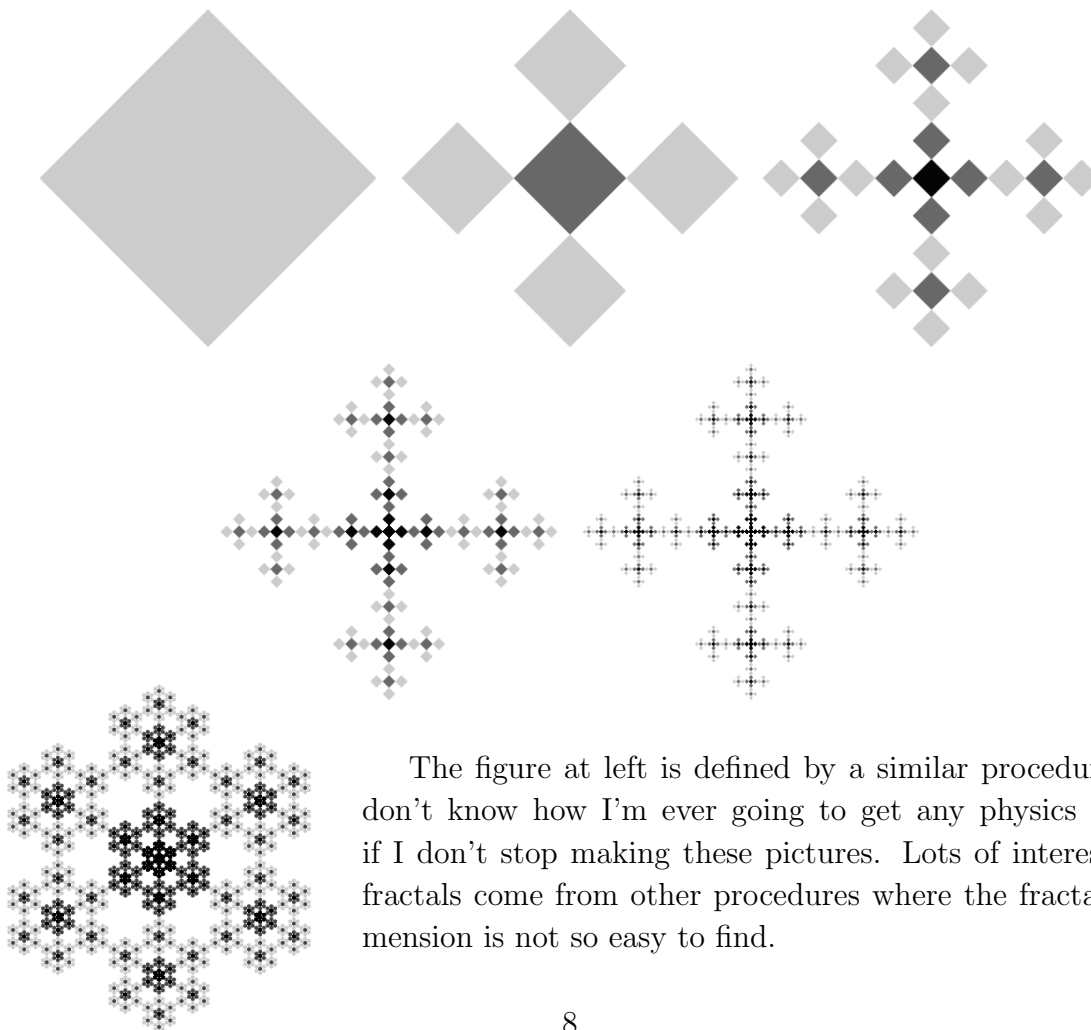 The figure at left is defined by a similar procedur
don't know how I'm ever going to get any physics
if I don't stop making these pictures. Lots of interes
fractals come from other procedures where the fracta
mension is not so easy to find.
8